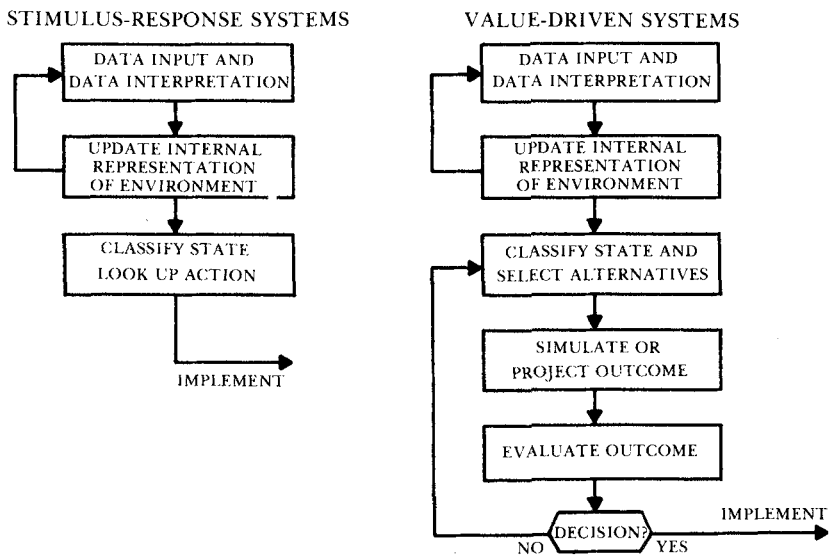 STIMULUS-RESPONSE SYSTEMS
DATA INPUT AND
DATA INTERPRETATION
UPDATE INTERNAL
REPRESENTATION
OF ENVIRONMENT
CLASSIFY STATE
LOOK UP ACTION
IMPLEMENT
VALUE-DRIVEN SYSTEMS
DATA INPUT AND
DATA INTERPRETATION
UPDATE INTERNAL
REPRESENTATION
OF ENVIRONMENT
CLASSIFY STATE AND
SELECT ALTERNATIVES
SIMULATE OR
PROJECT OUTCOME
EVALUATE OUTCOME
DECISION?
NO
YES
IMPLEMENT